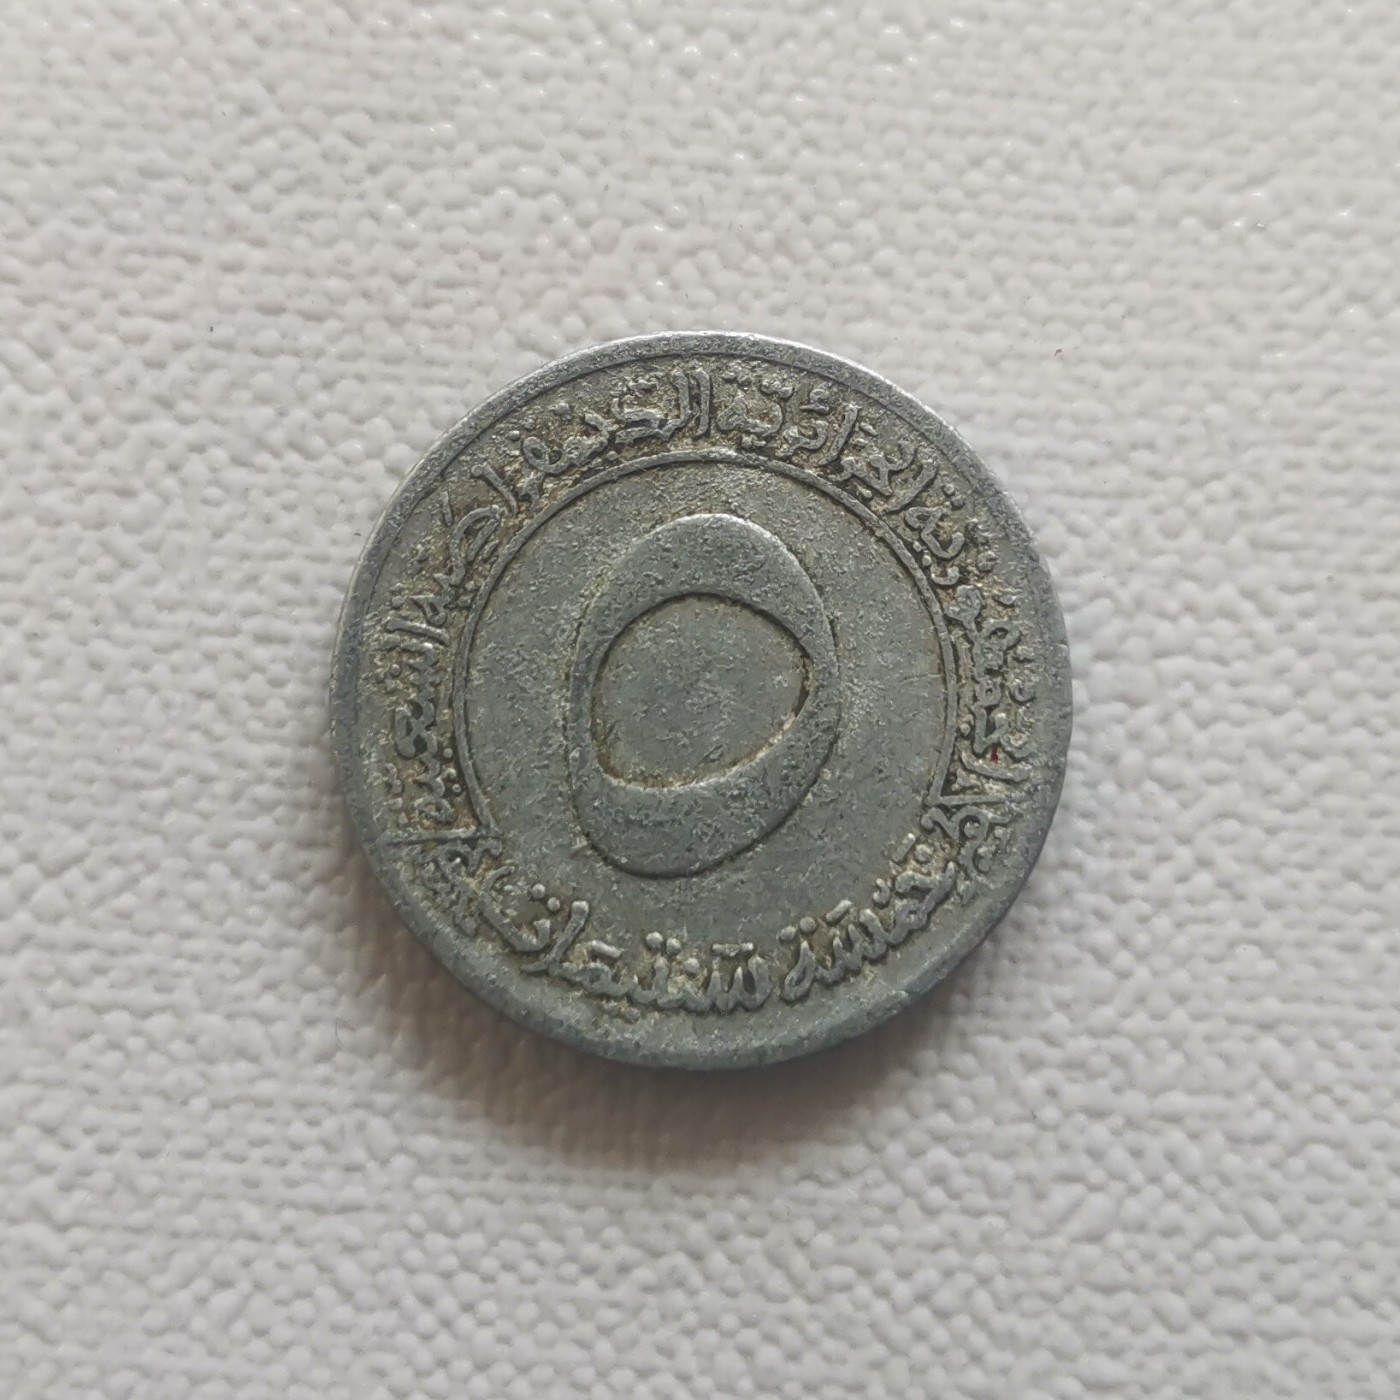 الجمهورية الجزائرية الديمقراطية الشعبية
٥
خمسة سنتيمات